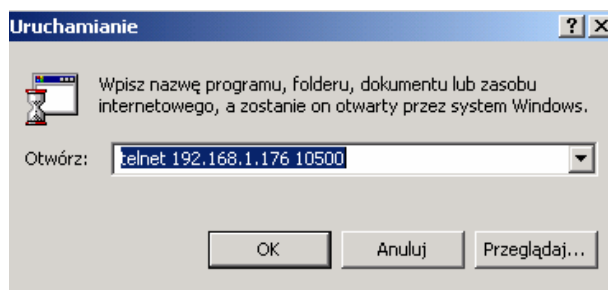 Uruchamianie
Wpisz nazwę programu, folderu, dokumentu lub zasobu
internetowego, a zostanie on otwarty przez system Windows.
Otwórz: telnet 192.168.1.176 10500
OK Anuluj Przeglądaj...